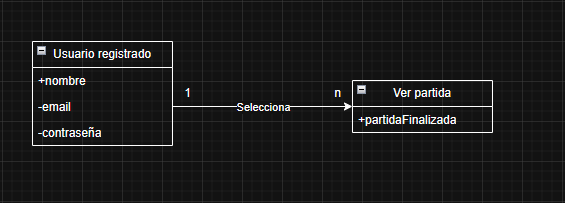 Usuario registrado
+nombre
-email
-contraseña
1
Selecciona
n
Ver partida
+partidaFinalizada